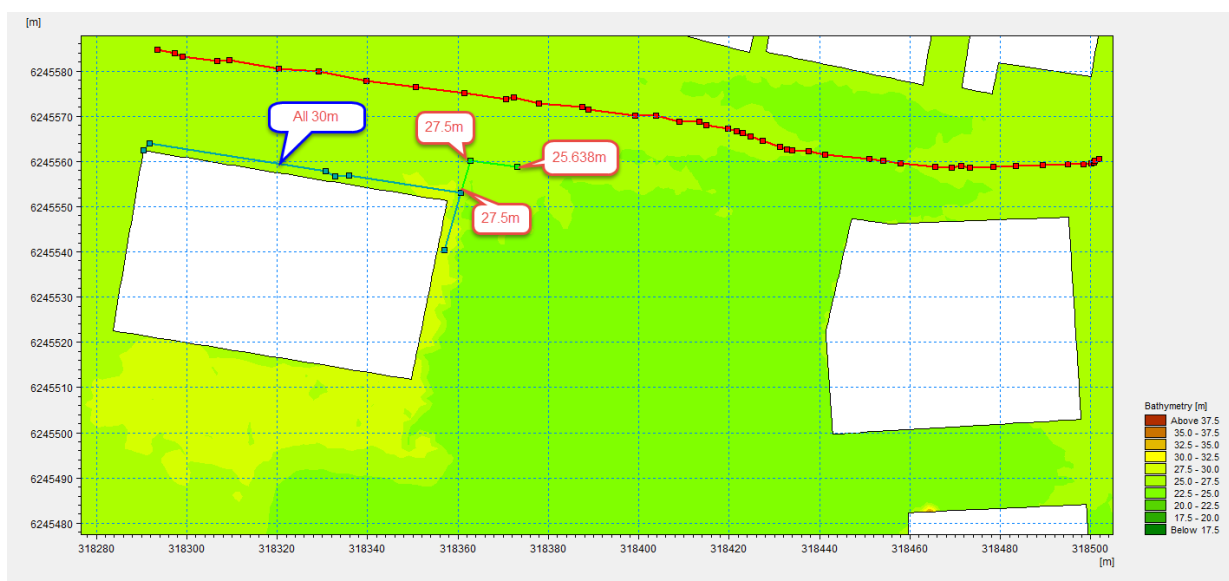 [m]
6245580
6245570
6245560
6245550
6245540
6245530
6245520
6245510
6245500
6245490
6245480
All 30m
27.5m
25.638m
27.5m
318280 318300 318320 318340 318360 318380 318400 318420 318440 318460 318480 318500
[m]
Bathymetry [m]
Above 37.5
35.0 - 37.5
32.5 - 35.0
30.0 - 32.5
27.5 - 30.0
25.0 - 27.5
22.5 - 25.0
20.0 - 22.5
17.5 - 20.0
Below 17.5